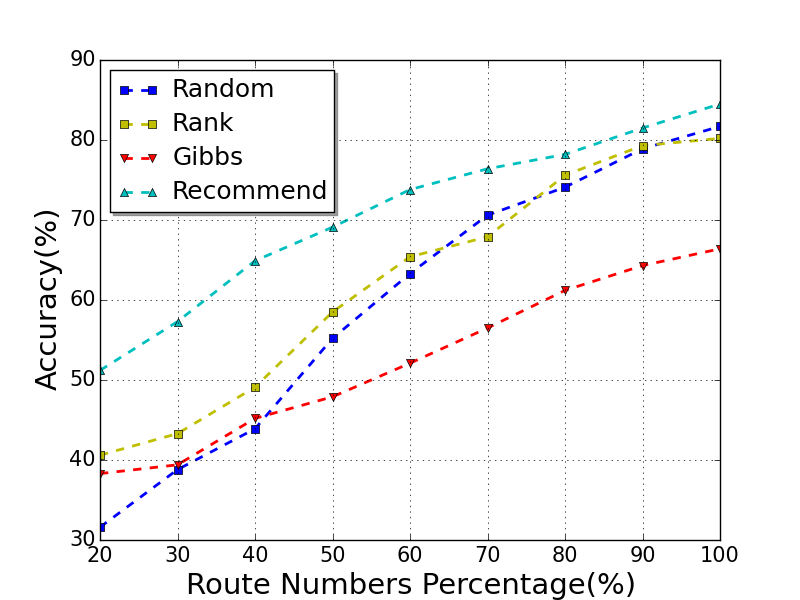 90
80
70
60
50
40
30
Accuracy(%)
Random
Rank
Gibbs
Recommend
20 30 40 50 60 70 80 90 100
Route Numbers Percentage(%)